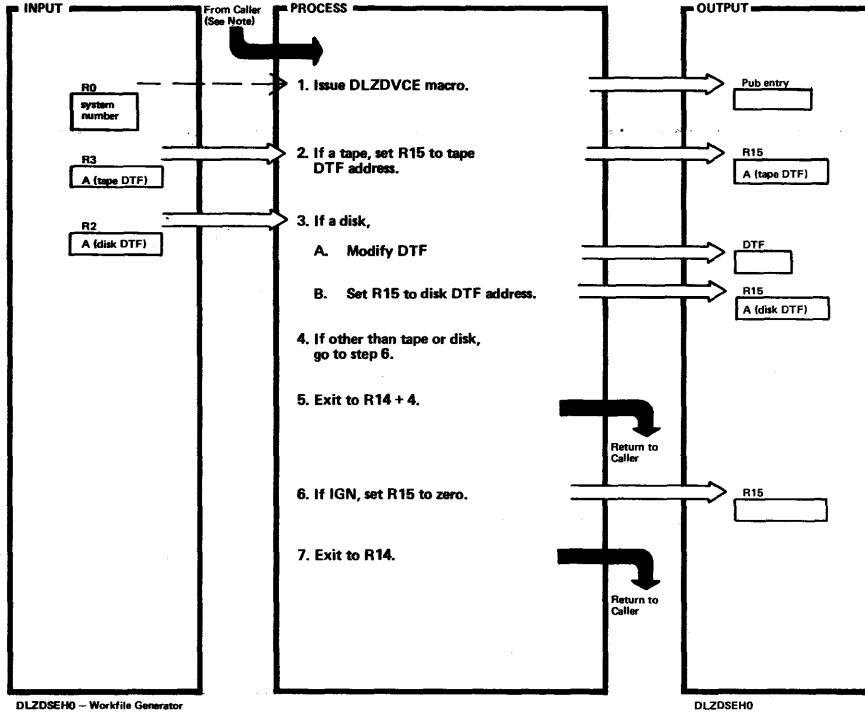 INPUT
From Caller
(See Note)
PROCESS
OUTPUT
R0
system
number
1. Issue DLZDVCE macro.
Pub entry
R3
A (tape DTF)
2. If a tape, set R15 to tape
DTF address.
R15
A (tape DTF)
R2
A (disk DTF)
3. If a disk,
A. Modify DTF
DTF
B. Set R15 to disk DTF address.
R15
A (disk DTF)
4. If other than tape or disk,
go to step 6.
5. Exit to R14 + 4.
Return to
Caller
6. If IGN, set R15 to zero.
R15
7. Exit to R14.
Return to
Caller
DLZDSEH0 – Workfile Generator
DLZDSEH0